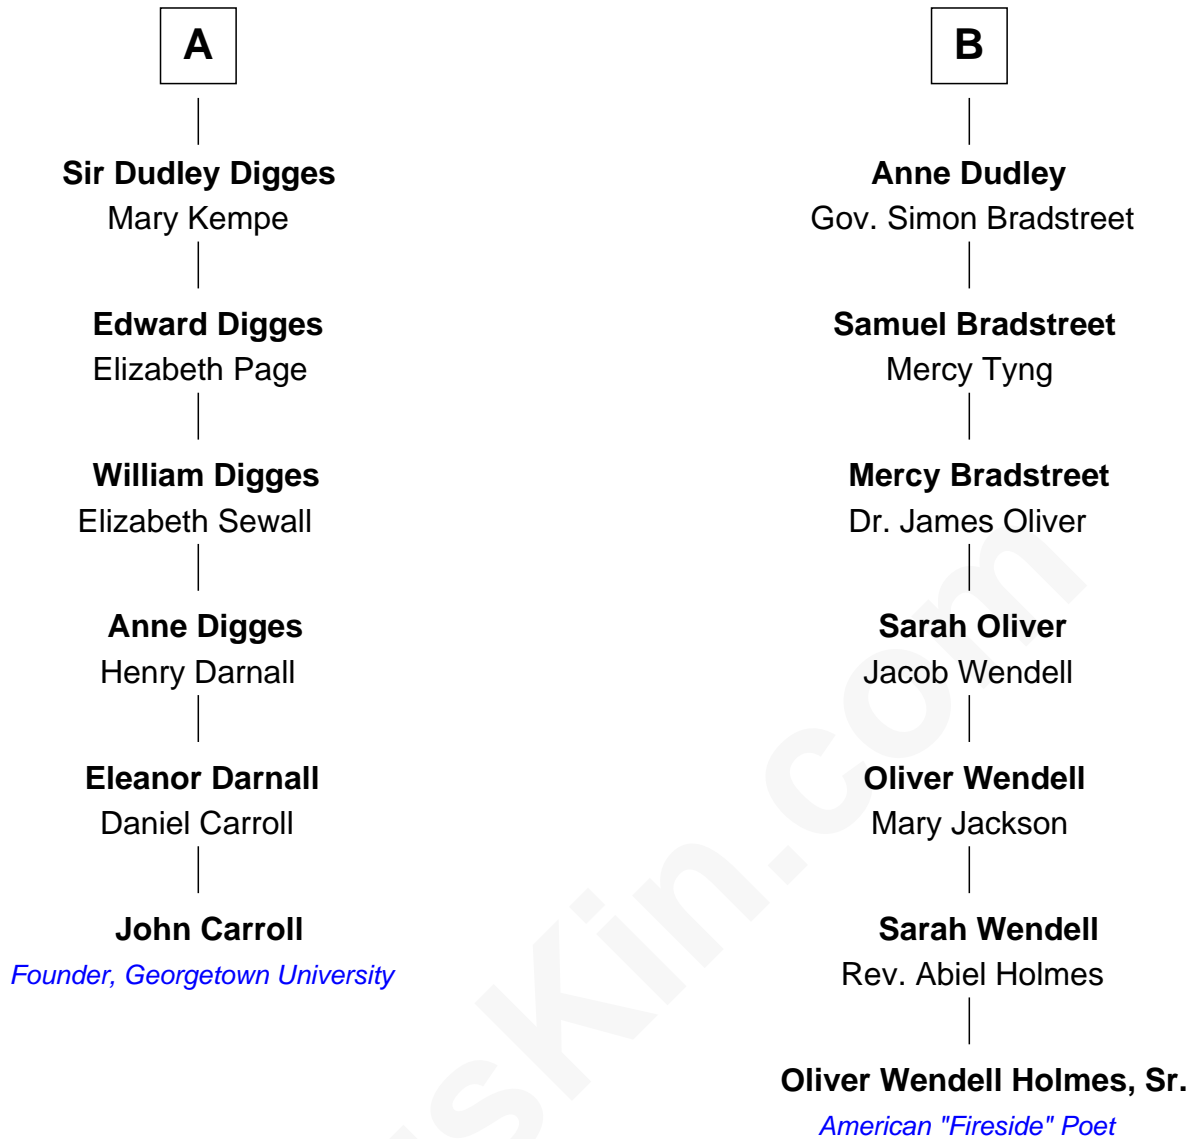 A
Sir Dudley Digges
Mary Kempe
Edward Digges
Elizabeth Page
William Digges
Elizabeth Sewall
Anne Digges
Henry Darnall
Eleanor Darnall
Daniel Carroll
John Carroll
Founder, Georgetown University
B
Anne Dudley
Gov. Simon Bradstreet
Samuel Bradstreet
Mercy Tyng
Mercy Bradstreet
Dr. James Oliver
Sarah Oliver
Jacob Wendell
Oliver Wendell
Mary Jackson
Sarah Wendell
Rev. Abiel Holmes
Oliver Wendell Holmes, Sr.
American "Fireside" Poet